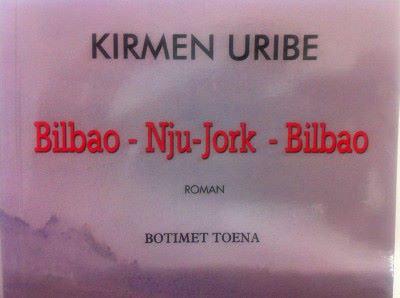 KIRMEN URIBE
Bilbao - Nju-Jork - Bilbao
ROMAN
BOTIMET TOENA